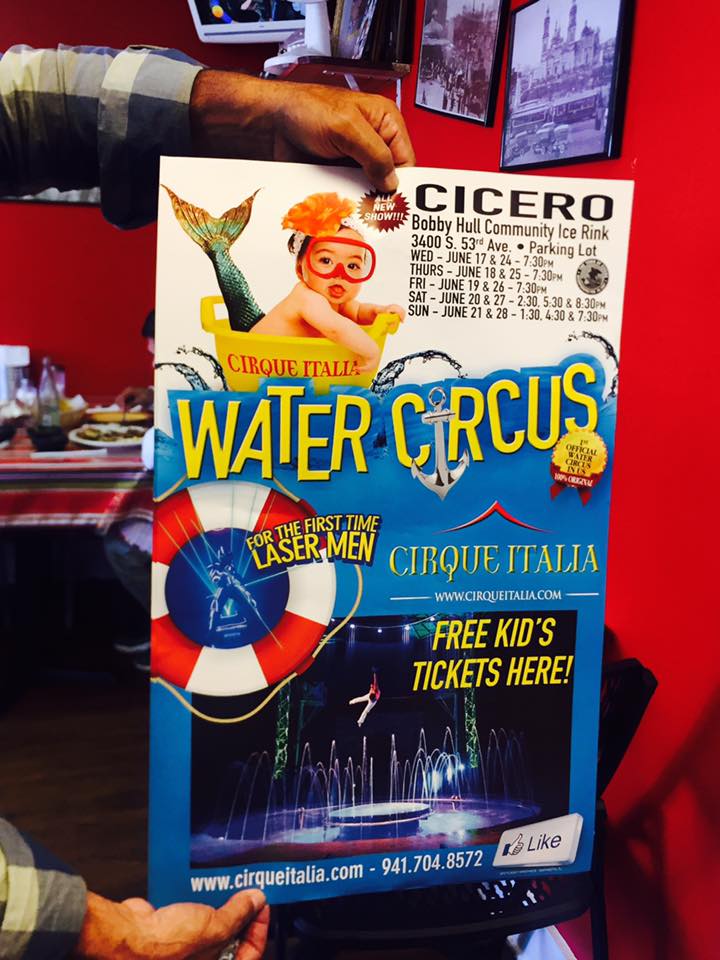 ALL
NEW
SHOW!!!
CICERO
Bobby Hull Community Ice Rink
3400 S. 53rd Ave. • Parking Lot
WED - JUNE 17 & 24 - 7:30PM
THURS - JUNE 18 & 25 - 7:30PM
FRI - JUNE 19 & 26 - 7:30PM
SAT - JUNE 20 & 27 - 2:30, 5:30 & 8:30PM
SUN - JUNE 21 & 28 - 1:30, 4:30 & 7:30PM
CIRQUE ITALIA
WATER CIRCUS
1ST
OFFICIAL
WATER
CIRCUS
IN US
100% ORIGINAL
FOR THE FIRST TIME
LASER MEN
CIRQUE ITALIA
WWW.CIRQUEITALIA.COM
FREE KID'S
TICKETS HERE!
Like
www.cirqueitalia.com - 941.704.8572